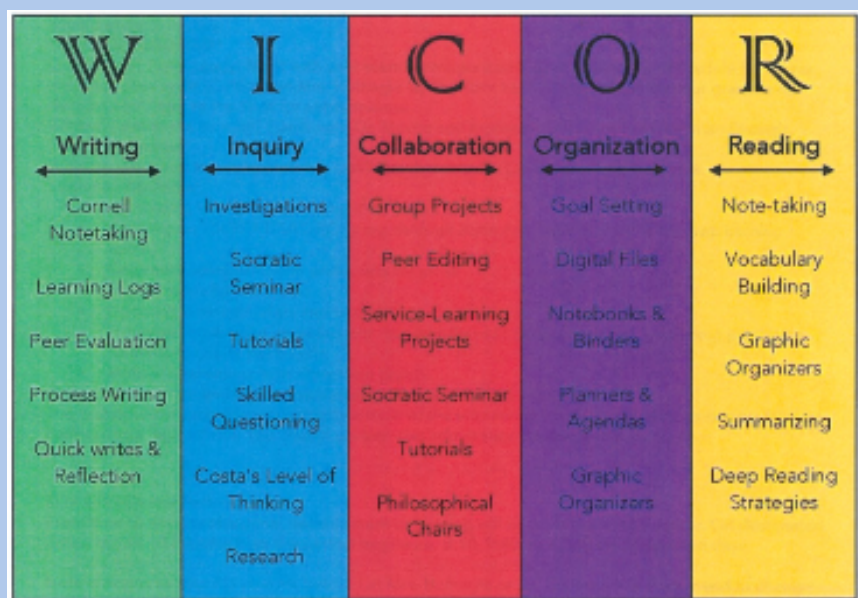 W
Writing
Cornell
Notetaking
Learning Logs
Peer Evaluation
Process Writing
Quick writes &
Reflection
I
Inquiry
Investigations
Socratic
Seminar
Tutorials
Skilled
Questioning
Costa's Level of
Thinking
Research
C
Collaboration
Group Projects
Peer Editing
Service-Learning
Projects
Socratic Seminar
Tutorials
Philosophical
Chairs
O
Organization
Goal Setting
Digital Files
Notebooks &
Binders
Planners &
Agendas
Graphic
Organizers
R
Reading
Note-taking
Vocabulary
Building
Graphic
Organizers
Summarizing
Deep Reading
Strategies